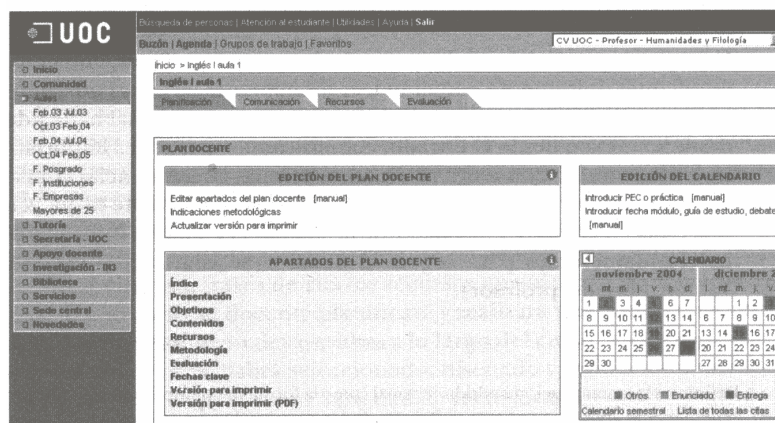 UOC
Búsqueda de personas | Atención al estudiante | Utilidades | Ayuda | Salir
Buzón | Agenda | Grupos de trabajo | Favoritos
CV UOC - Profesor - Humanidades y Filología
Inicio
Comunidad
Aulas
Feb.03 Jul.03
Oct.03 Feb.04
Feb.04 Jul.04
Oct.04 Feb.05
F. Posgrado
F. Instituciones
F. Empresas
Mayores de 25
Tutoría
Secretaría - UOC
Apoyo docente
Investigación - IN3
Biblioteca
Servicios
Sede central
Novedades
Inicio > Inglés I aula 1
Inglés I aula 1
Planificación Comunicación Recursos Evaluación
PLAN DOCENTE
EDICIÓN DEL PLAN DOCENTE
Editar apartados del plan docente [manual]
Indicaciones metodológicas
Actualizar versión para imprimir
EDICIÓN DEL CALENDARIO
Introducir PEC o práctica [manual]
Introducir fecha módulo, guía de estudio, debate
[manual]
APARTADOS DEL PLAN DOCENTE
Índice
Presentación
Objetivos
Contenidos
Recursos
Metodología
Evaluación
Fechas clave
Versión para imprimir
Versión para imprimir (PDF)
CALENDARIO
noviembre 2004 diciembre 2
l. mt. m. j. v. s. d. l. mt. m. j. v.
1 2 3 4 6 7 1 2
8 9 10 11 13 14 6 7 8 9 10
15 16 17 18 20 21 13 14 16 17
22 23 24 25 27 20 21 22 23 24
29 30 27 28 29 30 31
Otros Enunciado Entrega
Calendario semestral Lista de todas las citas